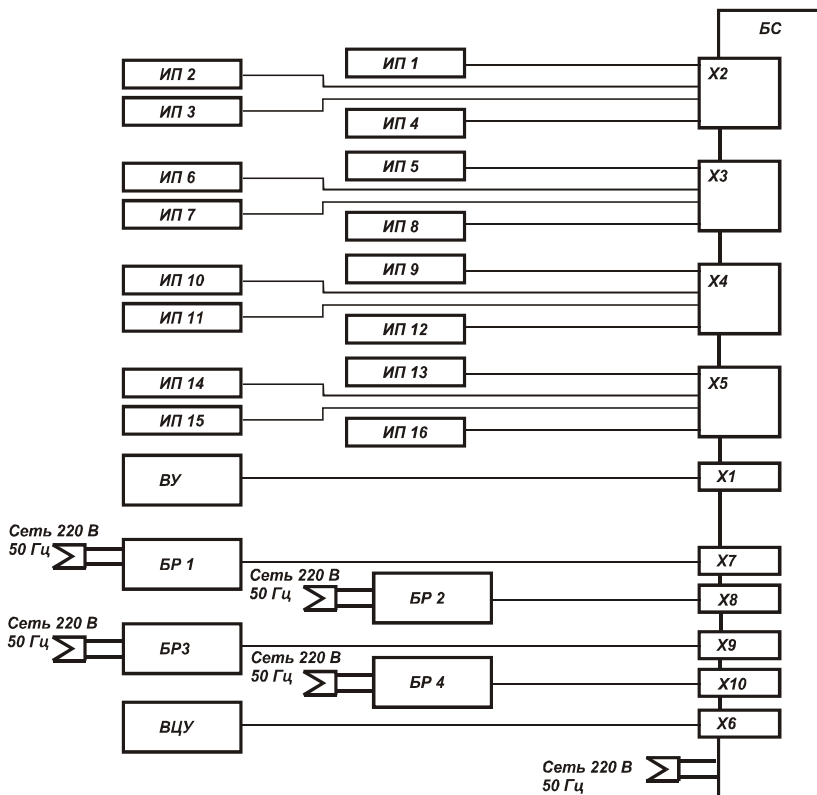 БС
ИП 1
ИП 2
X2
ИП 3
ИП 4
ИП 5
ИП 6
X3
ИП 7
ИП 8
ИП 9
ИП 10
X4
ИП 11
ИП 12
ИП 13
ИП 14
X5
ИП 15
ИП 16
ВУ
X1
Сеть 220 В
50 Гц
БР 1
X7
Сеть 220 В
50 Гц
БР 2
X8
Сеть 220 В
50 Гц
БР3
X9
Сеть 220 В
50 Гц
БР 4
X10
ВЦУ
X6
Сеть 220 В
50 Гц